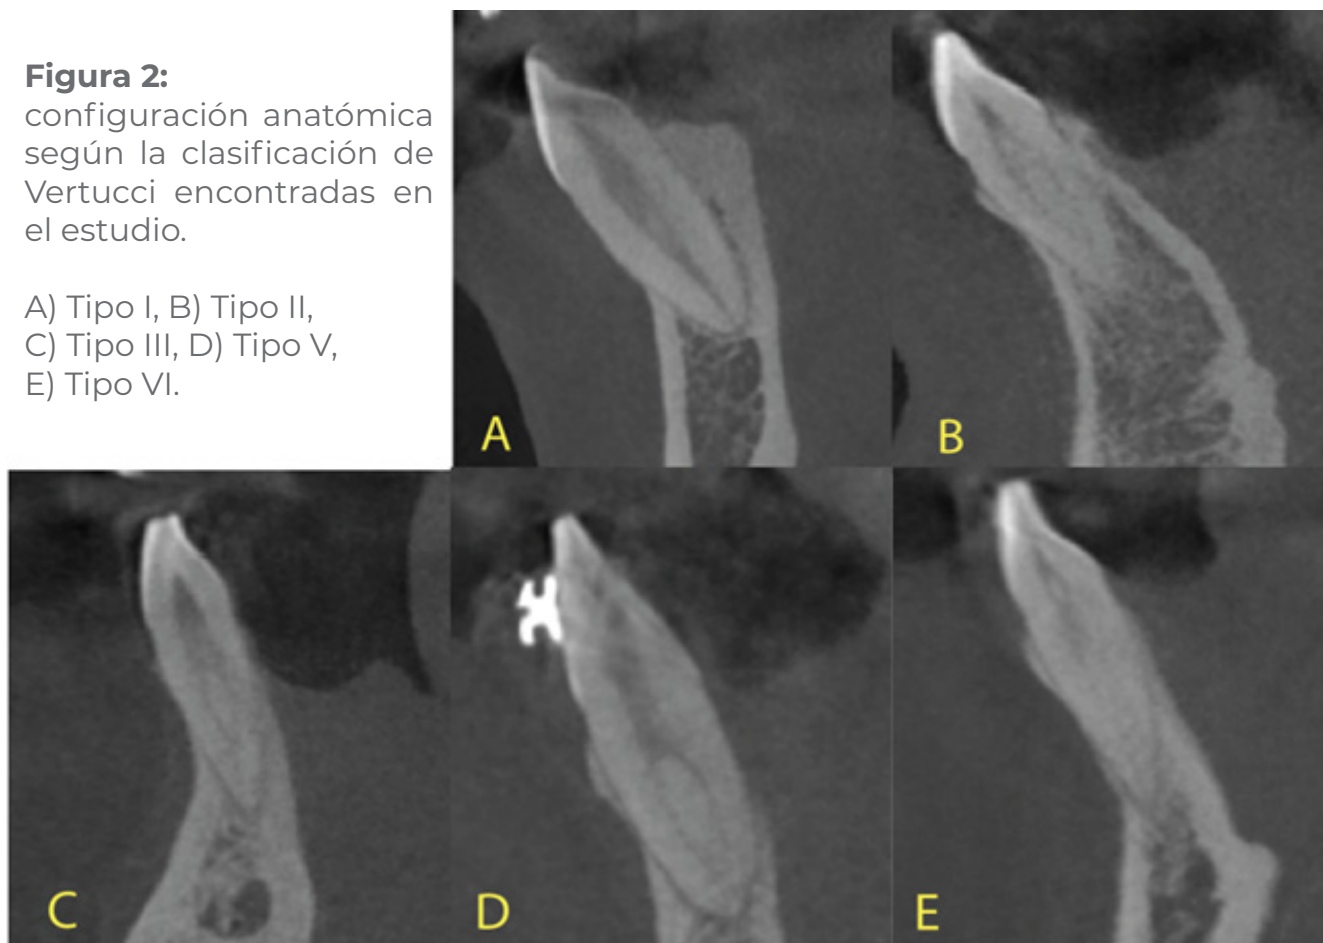 Figura 2:
configuración anatómica
según la clasificación de
Vertucci encontradas en
el estudio.
A) Tipo I, B) Tipo II,
C) Tipo III, D) Tipo V,
E) Tipo VI.
A
B
C
D
E